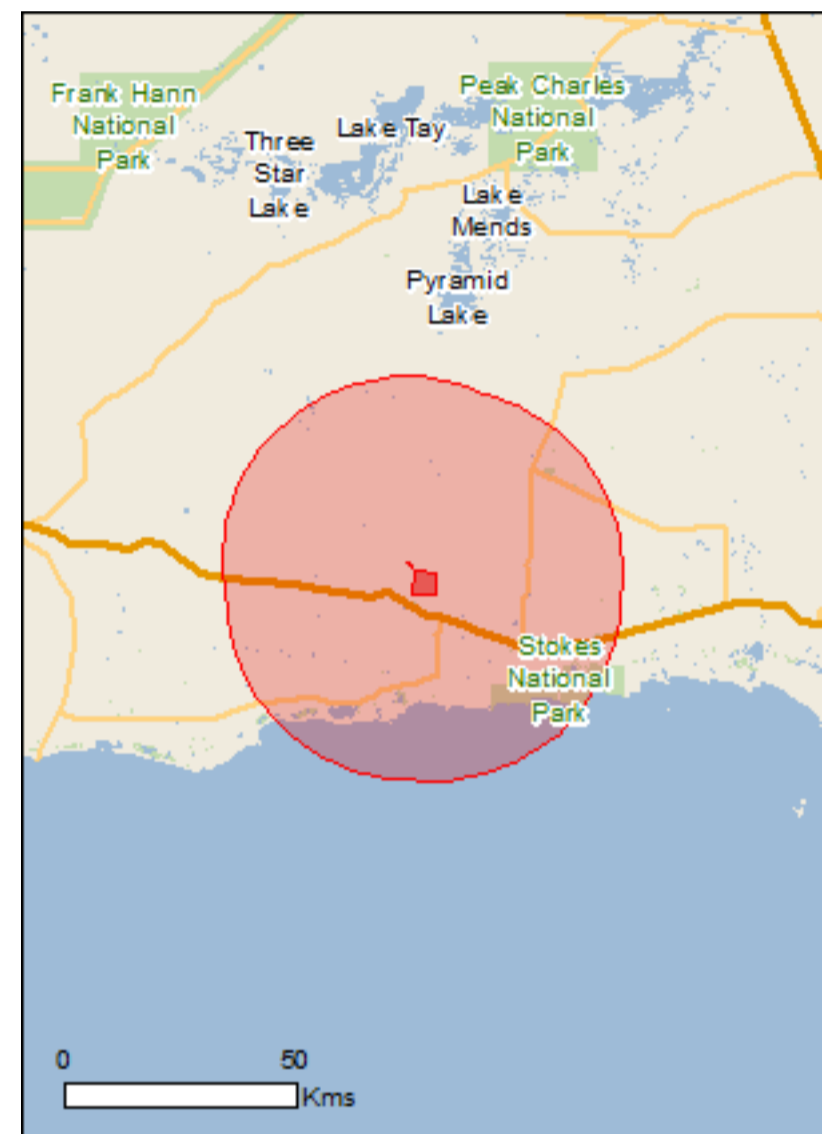 Frank Hann
National
Park
Three
Star
Lake
Lake Tay
Peak Charles
National
Park
Lake
Mends
Pyramid
Lake
Stokes
National
Park
0 50
Kms